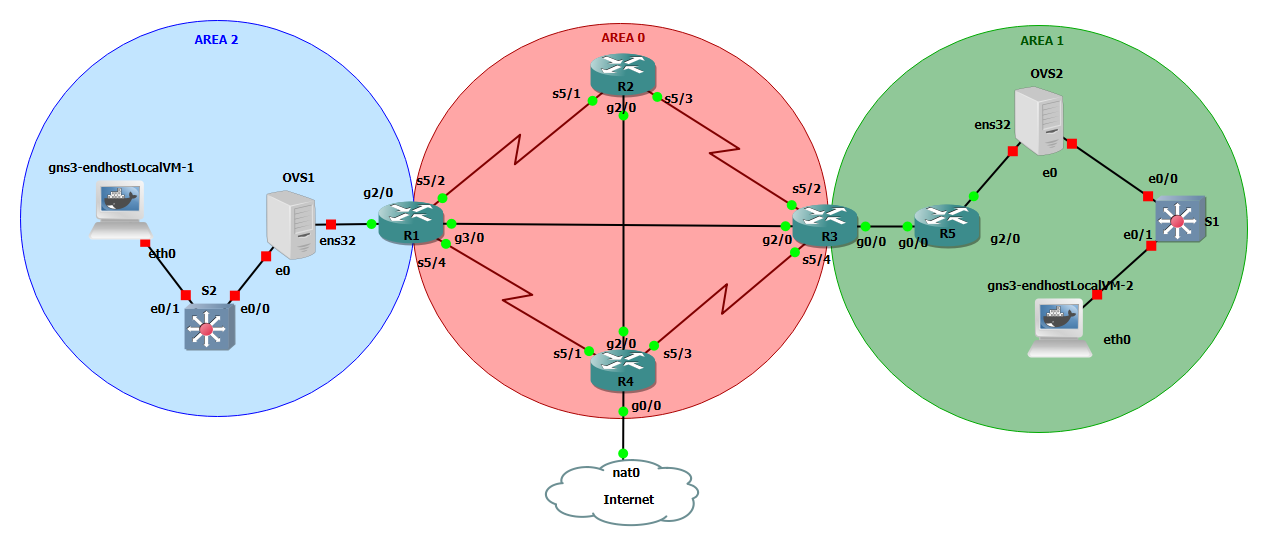 AREA 2
AREA 0
AREA 1
gns3-endhostLocalVM-1
eth0
S2
e0/1
e0/0
OVS1
e0
ens32
g2/0
R1
s5/2
g3/0
s5/4
R2
s5/1
g2/0
s5/3
R3
s5/2
g2/0
s5/4
g0/0
R4
g2/0
s5/1
s5/3
g0/0
nat0
Internet
R5
g0/0
g2/0
OVS2
ens32
e0
e0/0
S1
e0/1
gns3-endhostLocalVM-2
eth0